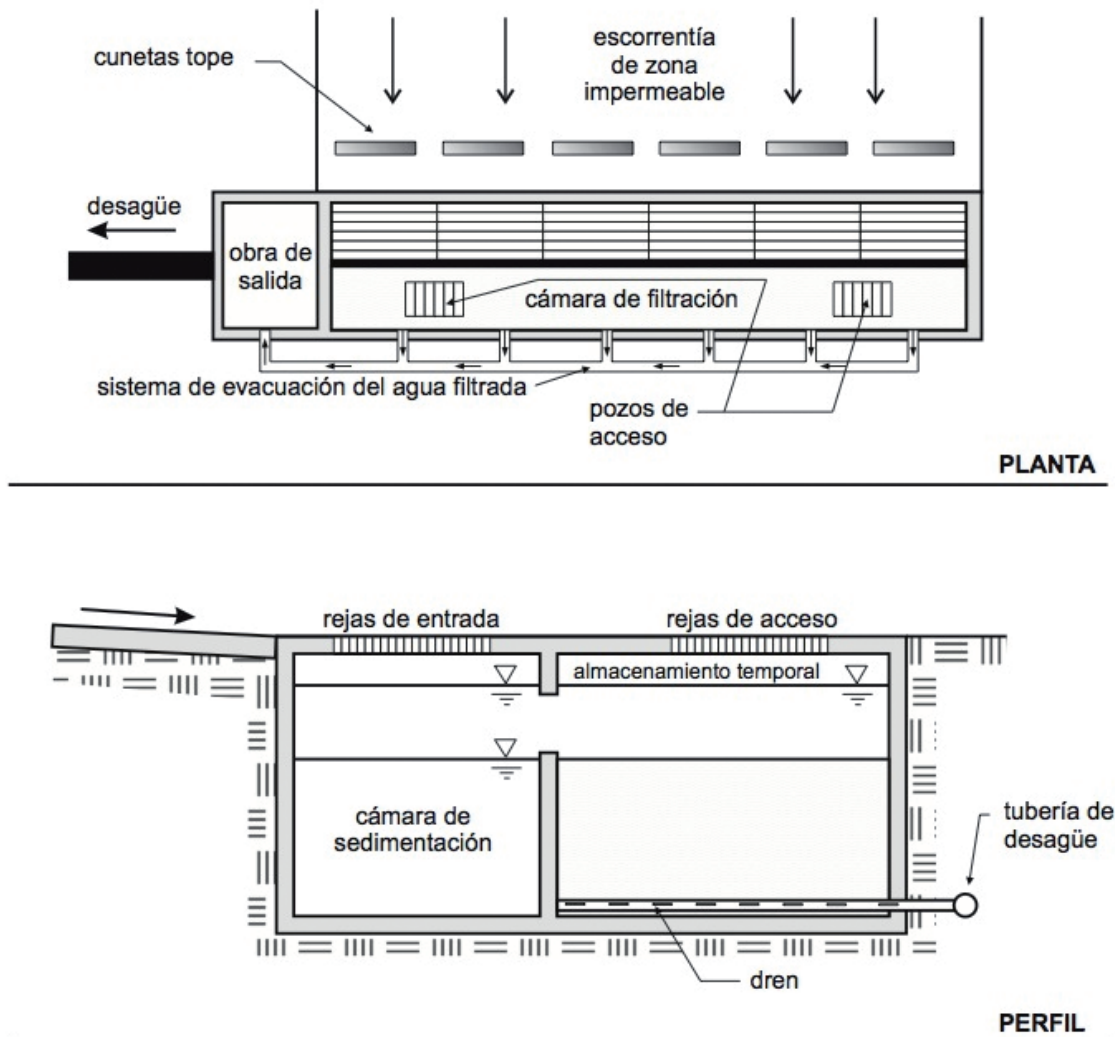 cunetas tope
escorrentía
de zona
impermeable
desagüe
obra de
salida
cámara de filtración
sistema de evacuación del agua filtrada
pozos de
acceso
PLANTA
rejas de entrada
rejas de acceso
almacenamiento temporal
cámara de
sedimentación
tubería de
desagüe
dren
PERFIL